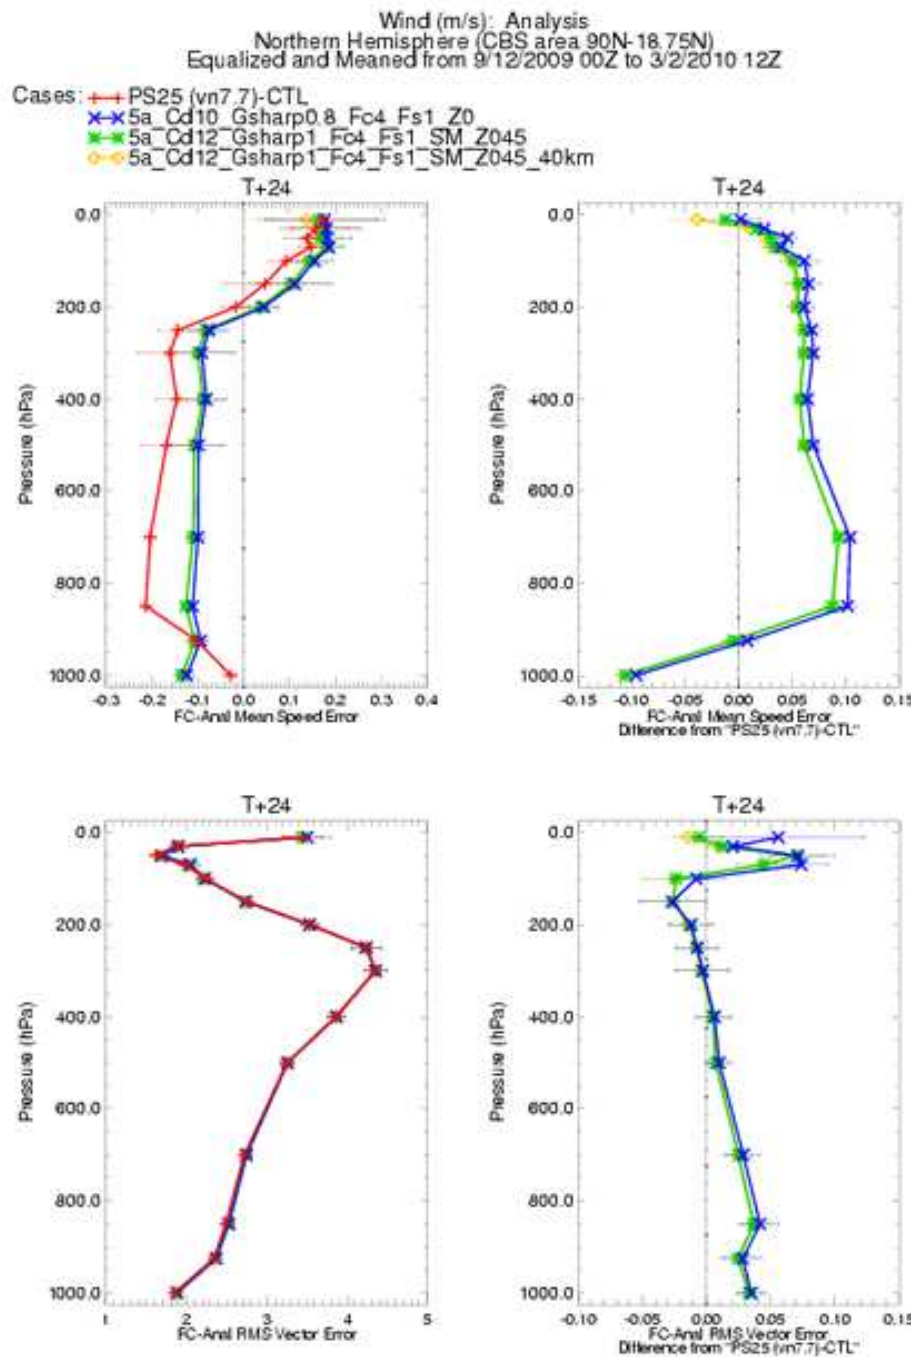 Wind (m/s): Analysis
Northern Hemisphere (CBS area 90N-18.75N)
Equalized and Meaned from 9/12/2009 00Z to 3/2/2010 12Z
Cases: PS25 (vn7.7)-CTL
5a_Cd10_Gsharp0.8_Fc4_Fs1_Z0
5a_Cd12_Gsharp1_Fc4_Fs1_SM_Z045
5a_Cd12_Gsharp1_Fc4_Fs1_SM_Z045_40km
T+24
0.0
200.0
400.0
600.0
800.0
1000.0
Pressure (hPa)
-0.3 -0.2 -0.1 0.0 0.1 0.2 0.3 0.4
FC-Anal Mean Speed Error
T+24
0.0
200.0
400.0
600.0
800.0
1000.0
Pressure (hPa)
-0.15 -0.10 -0.05 0.00 0.05 0.10 0.15
FC-Anal Mean Speed Error
Difference from "PS25 (vn7.7)-CTL"
T+24
0.0
200.0
400.0
600.0
800.0
1000.0
Pressure (hPa)
1 2 3 4 5
FC-Anal RMS Vector Error
T+24
0.0
200.0
400.0
600.0
800.0
1000.0
Pressure (hPa)
-0.10 -0.05 0.00 0.05 0.10 0.15
FC-Anal RMS Vector Error
Difference from "PS25 (vn7.7)-CTL"